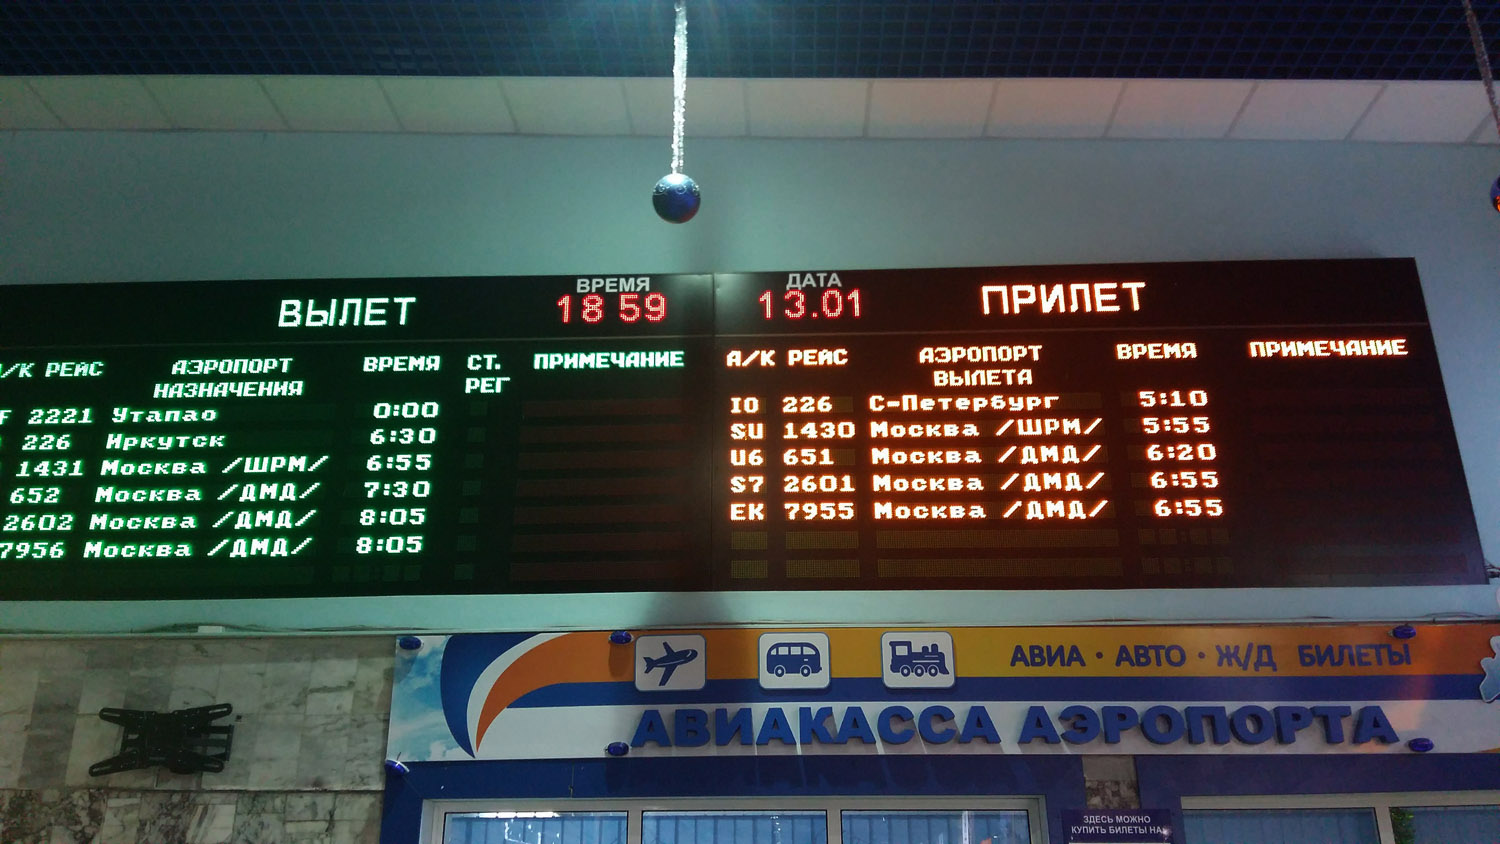 ВЫЛЕТ
ВРЕМЯ
18 59
/К РЕЙС АЭРОПОРТ НАЗНАЧЕНИЯ ВРЕМЯ СТ. РЕГ ПРИМЕЧАНИЕ
F 2221 Утапао 0:00
226 Иркутск 6:30
1431 Москва /ШРМ/ 6:55
652 Москва /ДМД/ 7:30
2602 Москва /ДМД/ 8:05
7956 Москва /ДМД/ 8:05
ДАТА
13.01
ПРИЛЕТ
А/К РЕЙС АЭРОПОРТ ВЫЛЕТА ВРЕМЯ ПРИМЕЧАНИЕ
IO 226 С-Петербург 5:10
SU 1430 Москва /ШРМ/ 5:55
U6 651 Москва /ДМД/ 6:20
S7 2601 Москва /ДМД/ 6:55
EK 7955 Москва /ДМД/ 6:55
АВИА · АВТО · Ж/Д БИЛЕТЫ
АВИАКАССА АЭРОПОРТА
ЗДЕСЬ МОЖНО
КУПИТЬ БИЛЕТЫ НА